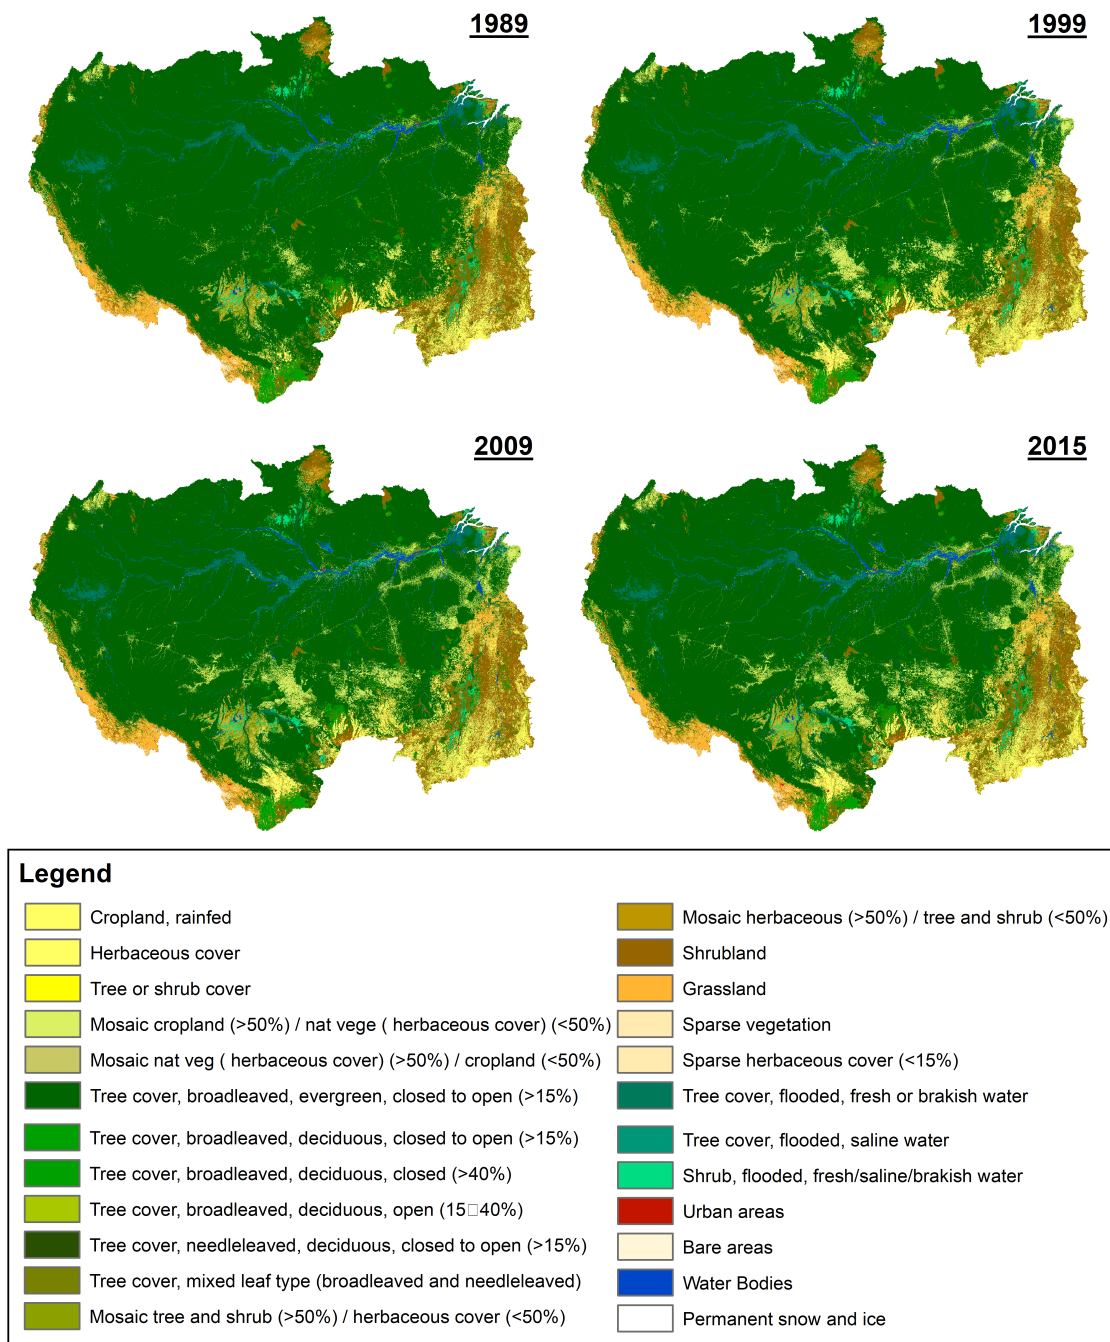 1989
1999
2009
2015
Legend
Cropland, rainfed
Herbaceous cover
Tree or shrub cover
Mosaic cropland (>50%) / nat vege ( herbaceous cover) (<50%)
Mosaic nat veg ( herbaceous cover) (>50%) / cropland (<50%)
Tree cover, broadleaved, evergreen, closed to open (>15%)
Tree cover, broadleaved, deciduous, closed to open (>15%)
Tree cover, broadleaved, deciduous, closed (>40%)
Tree cover, broadleaved, deciduous, open (15□40%)
Tree cover, needleleaved, deciduous, closed to open (>15%)
Tree cover, mixed leaf type (broadleaved and needleleaved)
Mosaic tree and shrub (>50%) / herbaceous cover (<50%)
Mosaic herbaceous (>50%) / tree and shrub (<50%)
Shrubland
Grassland
Sparse vegetation
Sparse herbaceous cover (<15%)
Tree cover, flooded, fresh or brakish water
Tree cover, flooded, saline water
Shrub, flooded, fresh/saline/brakish water
Urban areas
Bare areas
Water Bodies
Permanent snow and ice